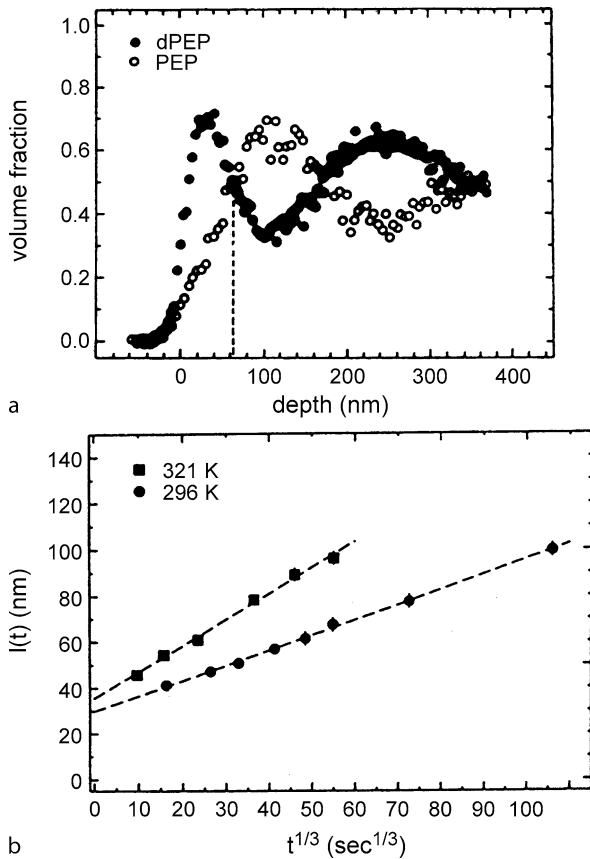 1.0
0.8
0.6
0.4
0.2
0.0
volume fraction
dPEP
PEP
0 100 200 300 400
depth (nm)
a
140
120
100
80
60
40
20
0
l(t) (nm)
321 K
296 K
0 10 20 30 40 50 60 70 80 90 100
t^{1/3} (sec^{1/3})
b